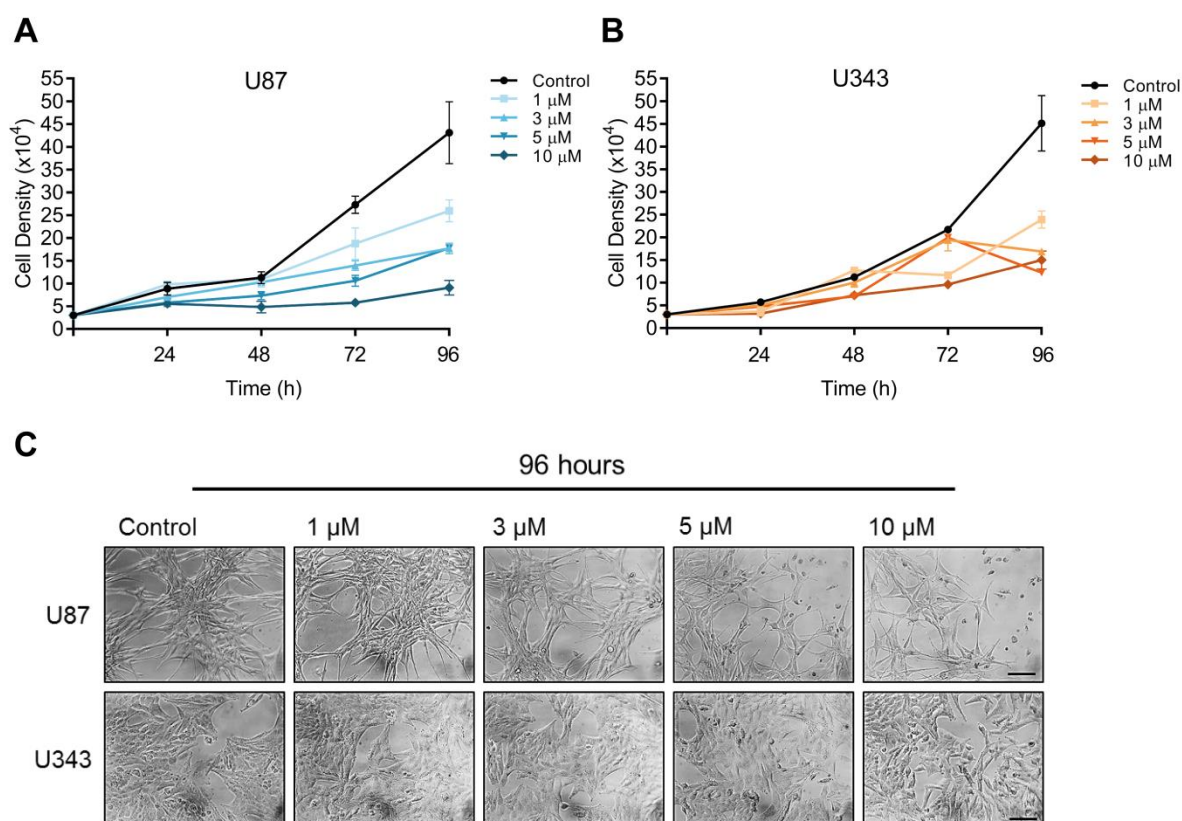 A
U87
55
50
45
40
35
30
25
20
15
10
5
0
Cell Density (x10⁴)
24 48 72 96
Time (h)
Control
1 μM
3 μM
5 μM
10 μM
B
U343
55
50
45
40
35
30
25
20
15
10
5
0
Cell Density (x10⁴)
24 48 72 96
Time (h)
Control
1 μM
3 μM
5 μM
10 μM
C
96 hours
Control 1 μM 3 μM 5 μM 10 μM
U87
U343